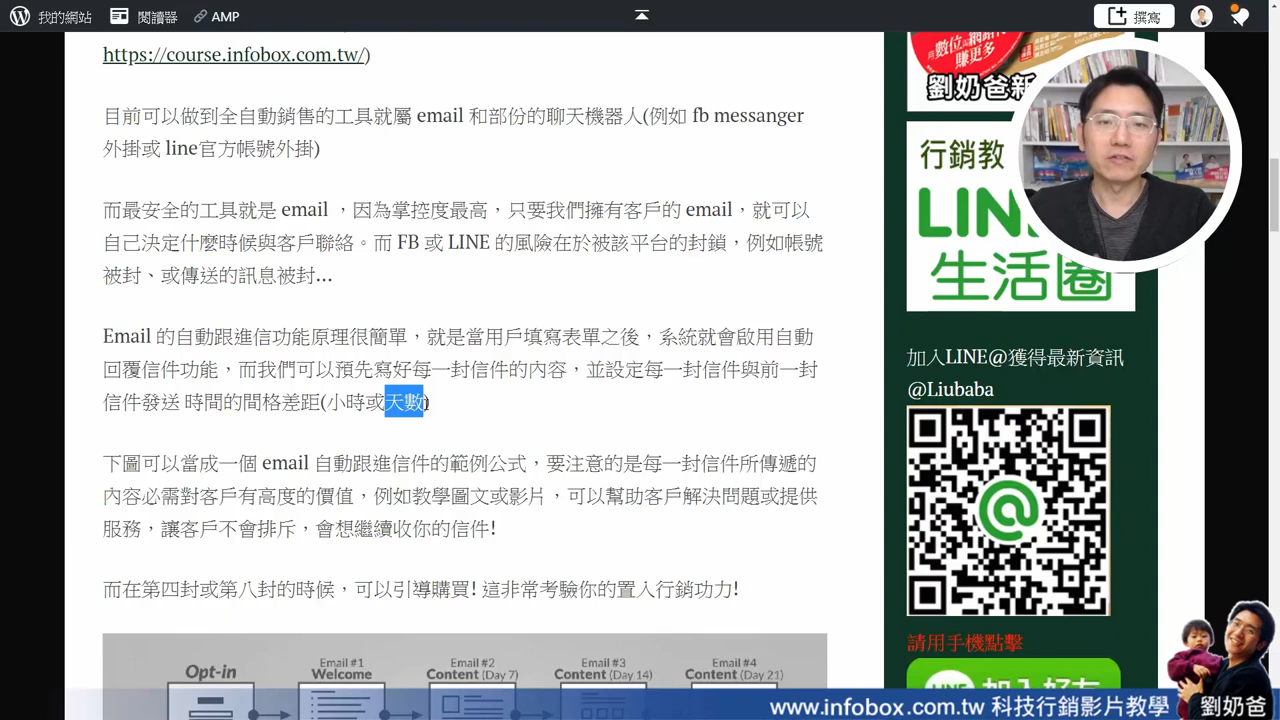 我的網站 閱讀器 AMP 撰寫
https://course.infobox.com.tw/)
目前可以做到全自動銷售的工具就屬 email 和部份的聊天機器人(例如 fb messanger
外掛或 line官方帳號外掛)
而最安全的工具就是 email ，因為掌控度最高，只要我們擁有客戶的 email，就可以
自己決定什麼時候與客戶聯絡。而 FB 或 LINE 的風險在於被該平台的封鎖，例如帳號
被封、或傳送的訊息被封…
Email 的自動跟進信功能原理很簡單，就是當用戶填寫表單之後，系統就會啟用自動
回覆信件功能，而我們可以預先寫好每一封信件的內容，並設定每一封信件與前一封
信件發送 時間的間格差距(小時或天數)
下圖可以當成一個 email 自動跟進信件的範例公式，要注意的是每一封信件所傳遞的
內容必需對客戶有高度的價值，例如教學圖文或影片，可以幫助客戶解決問題或提供
服務，讓客戶不會排斥，會想繼續收你的信件!
而在第四封或第八封的時候，可以引導購買! 這非常考驗你的置入行銷功力!
Opt-in
Email #1
Welcome
Email #2
Content (Day 7)
Email #3
Content (Day 14)
Email #4
Content (Day 21)
用數位與網路
賺更多
劉奶爸新
行銷教
LIN
生活圈
加入LINE@獲得最新資訊
@Liubaba
請用手機點擊
加入好友
www.infobox.com.tw 科技行銷影片教學
劉奶爸